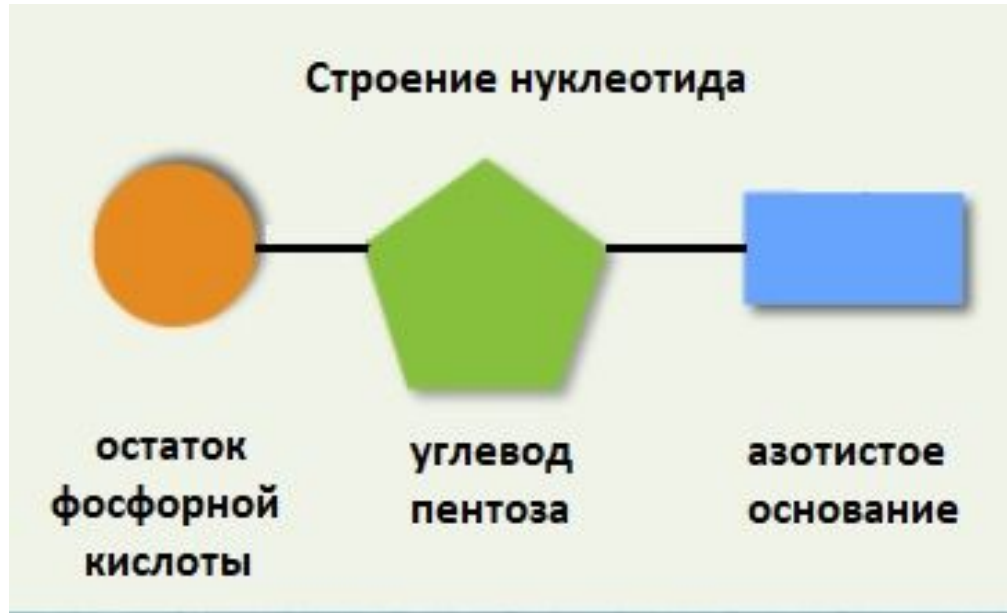 Строение нуклеотида
остаток
фосфорной
кислоты
углевод
пентоза
азотистое
основание